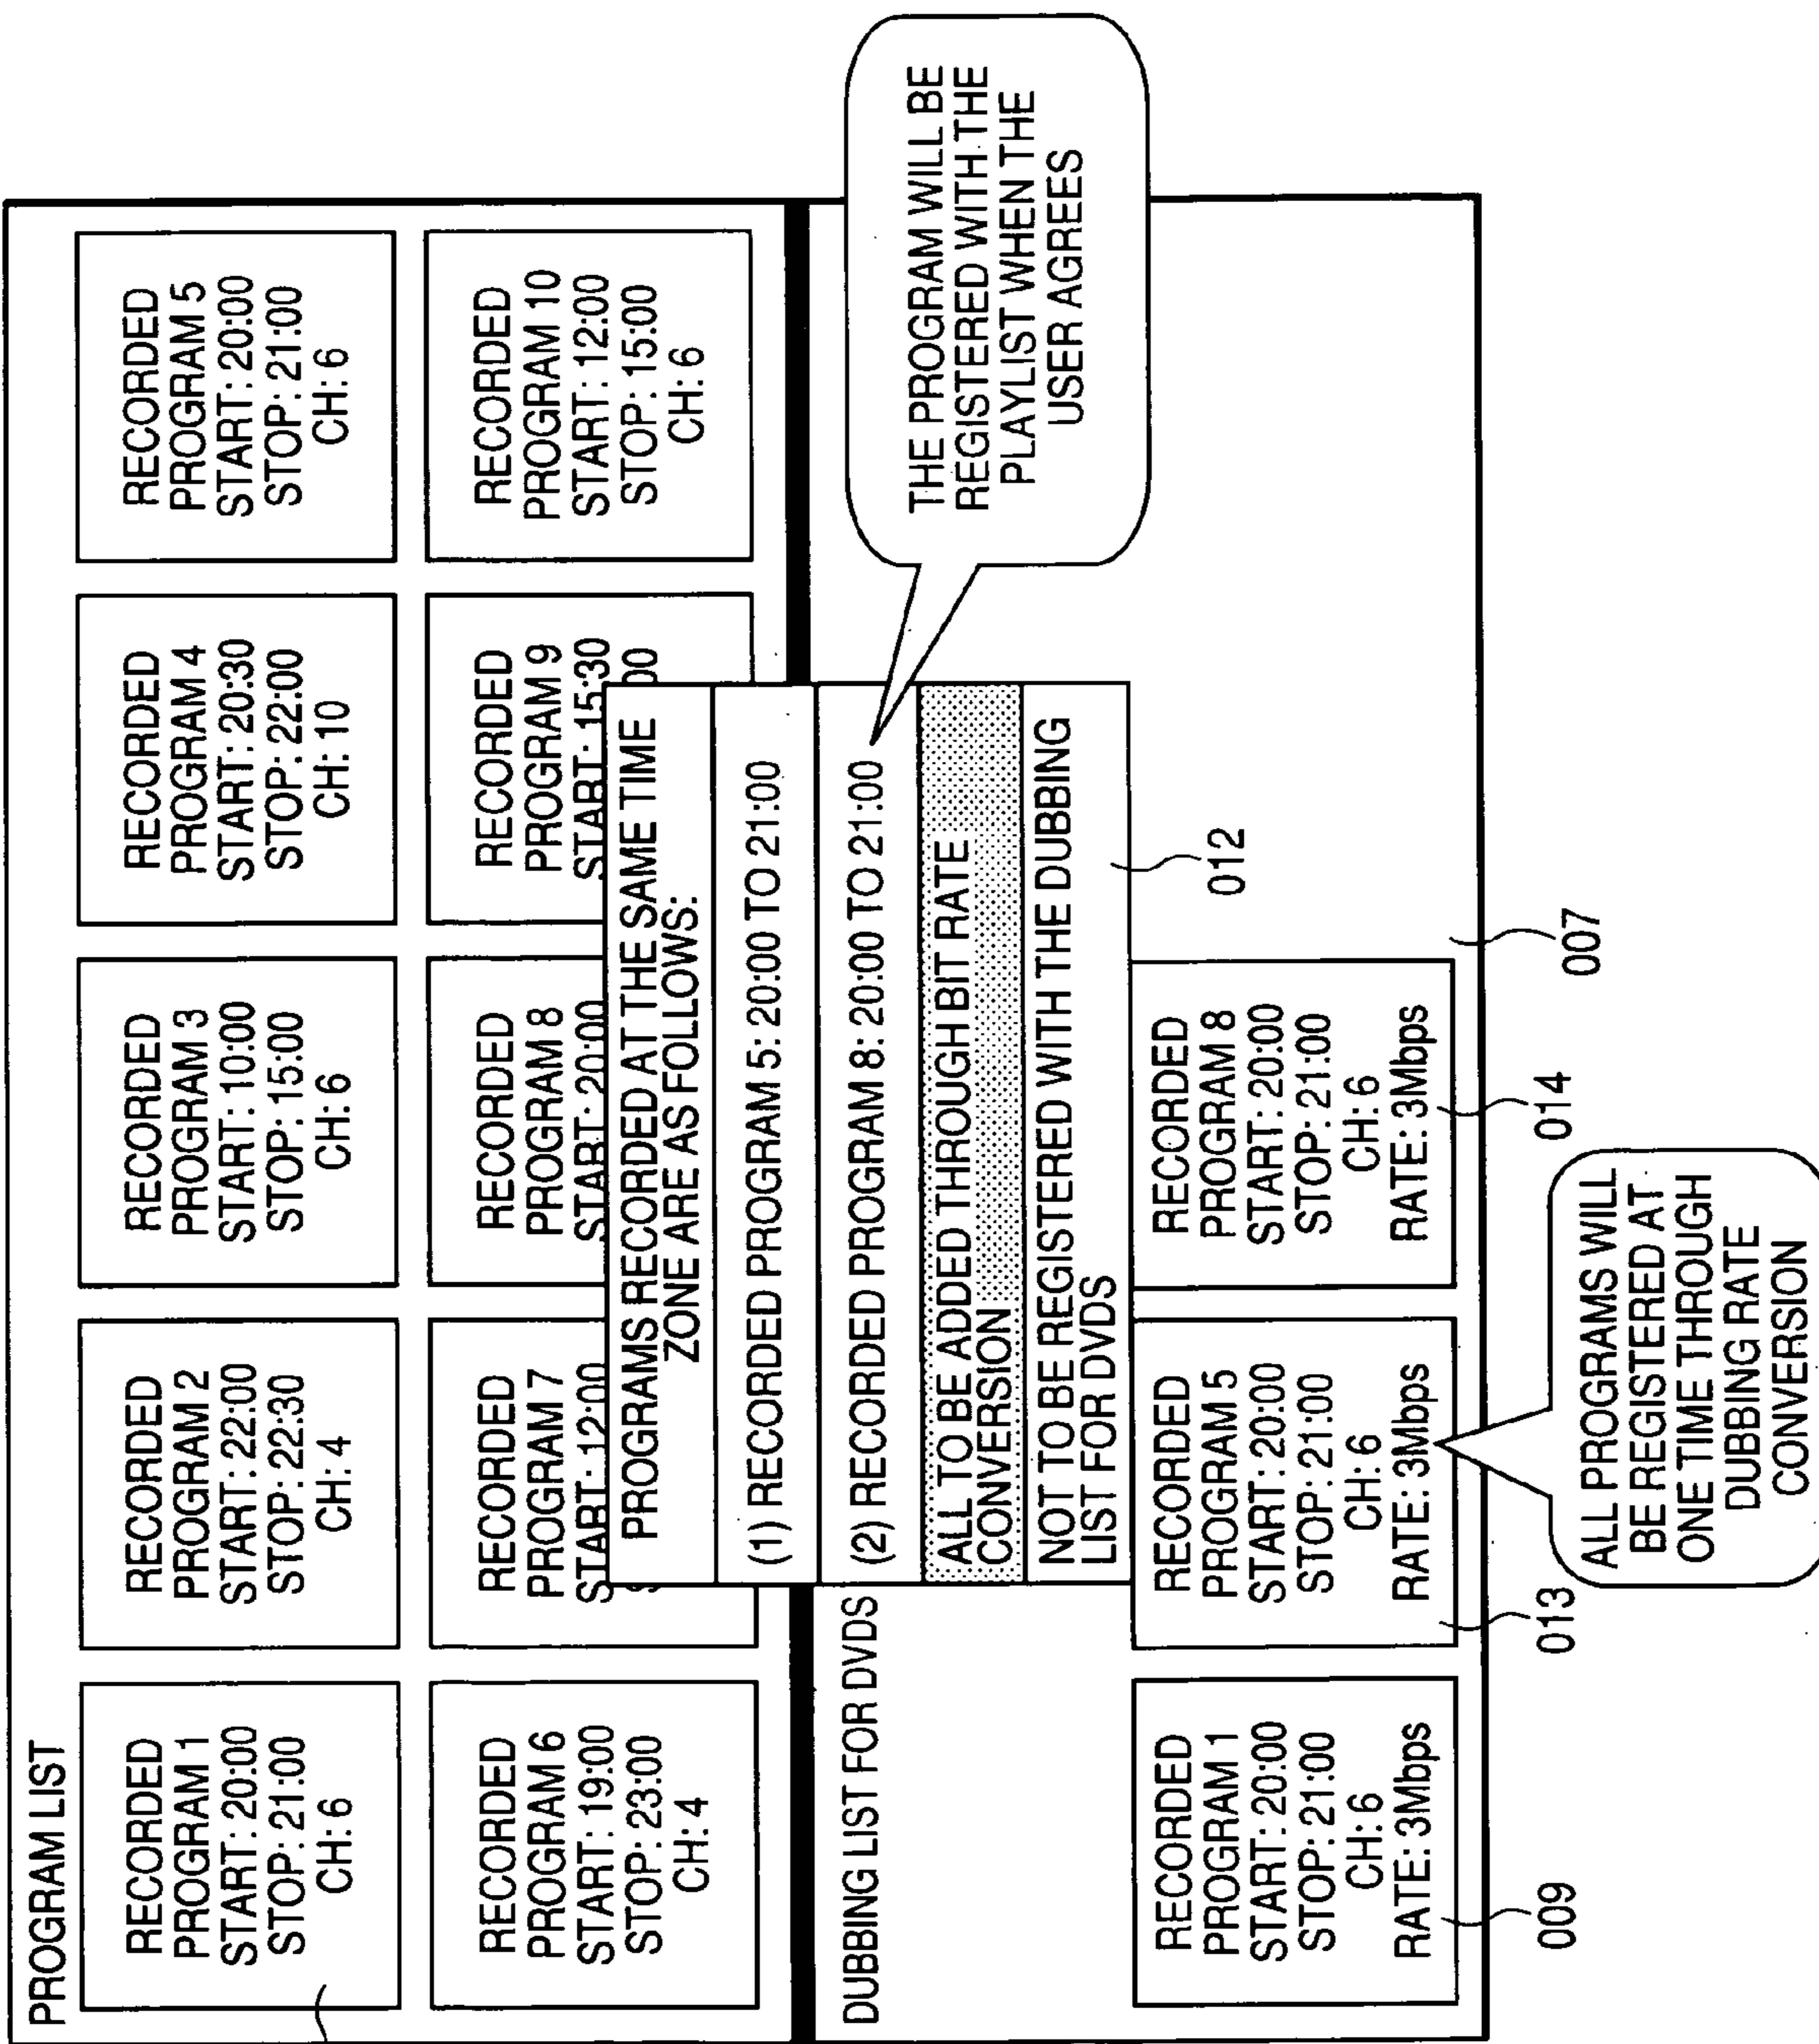 PROGRAM LIST
RECORDED
PROGRAM 1
START: 20:00
STOP: 21:00
CH: 6
RECORDED
PROGRAM 2
START: 22:00
STOP: 22:30
CH: 4
RECORDED
PROGRAM 3
START: 10:00
STOP: 15:00
CH: 6
RECORDED
PROGRAM 4
START: 20:30
STOP: 22:00
CH: 10
RECORDED
PROGRAM 5
START: 20:00
STOP: 21:00
CH: 6
RECORDED
PROGRAM 6
START: 19:00
STOP: 23:00
CH: 4
RECORDED
PROGRAM 7
START: 12:00
RECORDED
PROGRAM 8
START: 20:00
RECORDED
PROGRAM 9
START: 15:30
RECORDED
PROGRAM 10
START: 12:00
STOP: 15:00
CH: 6
PROGRAMS RECORDED AT THE SAME TIME
ZONE ARE AS FOLLOWS:
(1) RECORDED PROGRAM 5: 20:00 TO 21:00
(2) RECORDED PROGRAM 8: 20:00 TO 21:00
ALL TO BE ADDED THROUGH BIT RATE
CONVERSION
NOT TO BE REGISTERED WITH THE DUBBING
LIST FOR DVDS
012
THE PROGRAM WILL BE
REGISTERED WITH THE
PLAYLIST WHEN THE
USER AGREES
DUBBING LIST FOR DVDS
RECORDED
PROGRAM 1
START: 20:00
STOP: 21:00
CH: 6
RATE: 3Mbps
009
RECORDED
PROGRAM 5
START: 20:00
STOP: 21:00
CH: 6
RATE: 3Mbps
013
RECORDED
PROGRAM 8
START: 20:00
STOP: 21:00
CH: 6
RATE: 3Mbps
014
007
ALL PROGRAMS WILL
BE REGISTERED AT
ONE TIME THROUGH
DUBBING RATE
CONVERSION